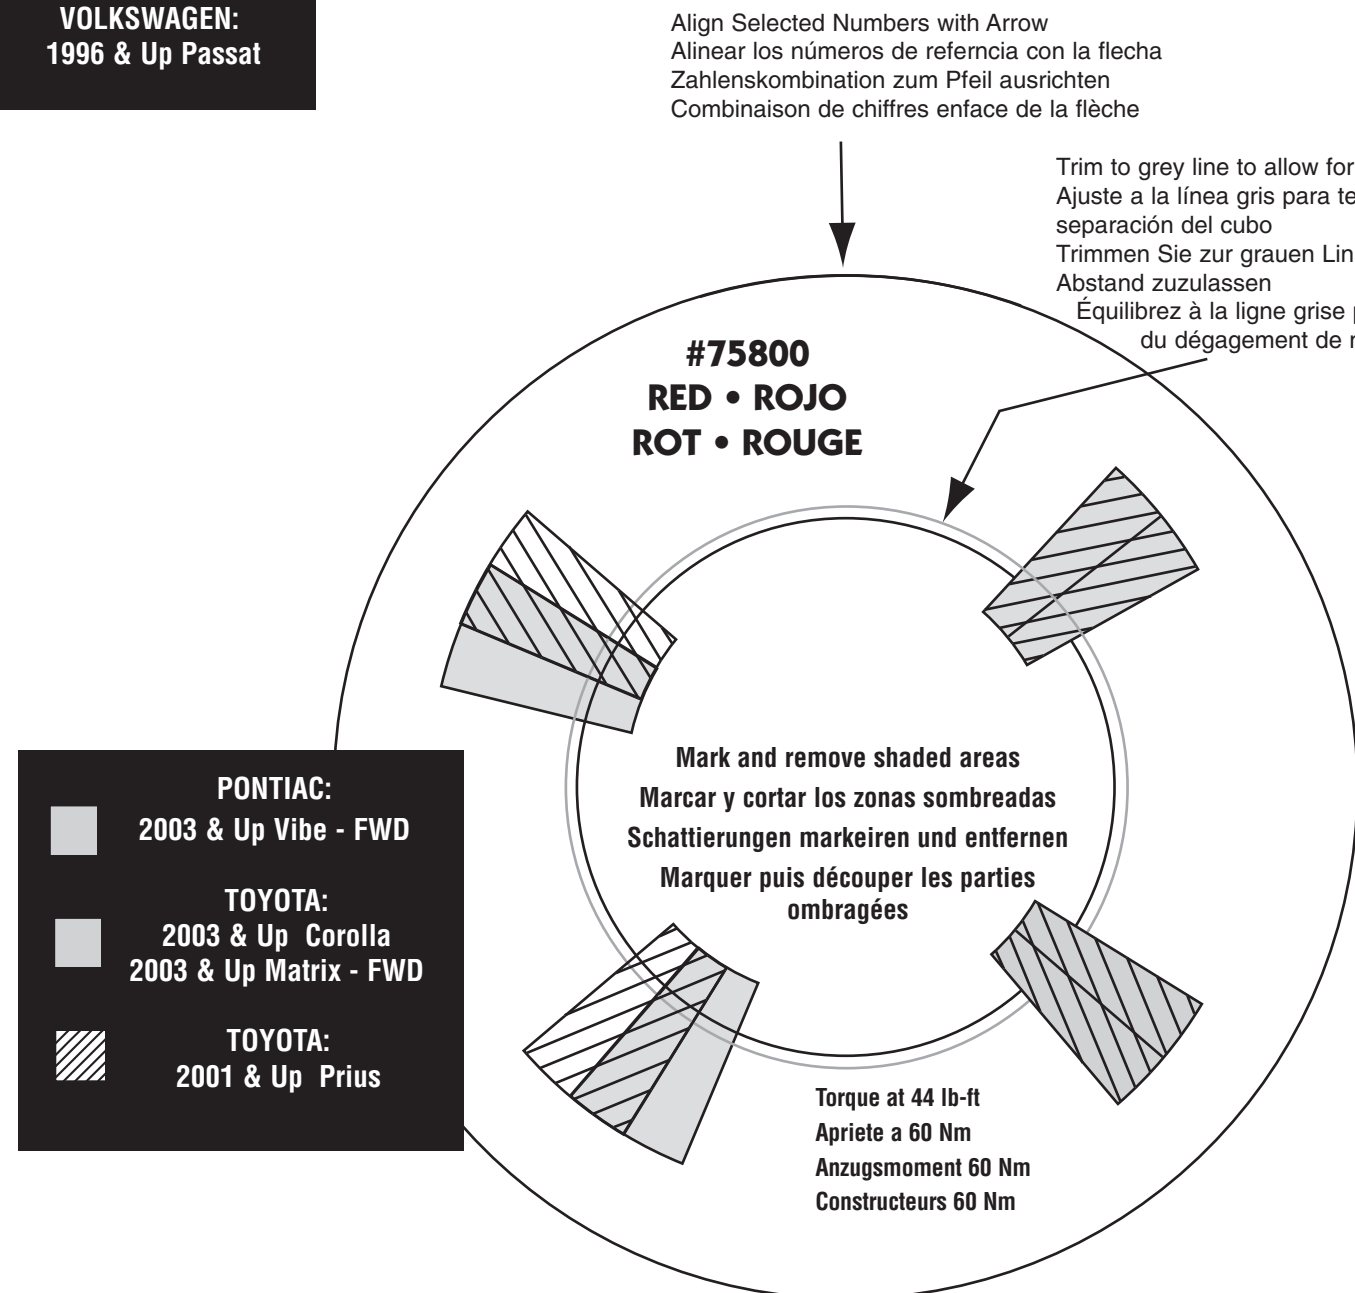 VOLKSWAGEN:
1996 & Up Passat
Align Selected Numbers with Arrow
Alinear los números de referncia con la flecha
Zahlenskombination zum Pfeil ausrichten
Combinaison de chiffres enface de la flèche
Trim to grey line to allow for
Ajuste a la línea gris para
separación del cubo
Trimmen Sie zur grauen
Abstand zuzulassen
Équilibrez à la ligne grise
du dégagement de
#75800
RED • ROJO
ROT • ROUGE
Mark and remove shaded areas
Marcar y cortar los zonas sombreadas
Schattierungen markeiren und entfernen
Marquer puis découper les parties
ombragées
PONTIAC:
2003 & Up Vibe - FWD
TOYOTA:
2003 & Up Corolla
2003 & Up Matrix - FWD
TOYOTA:
2001 & Up Prius
Torque at 44 lb-ft
Apriete a 60 Nm
Anzugsmoment 60 Nm
Constructeurs 60 Nm